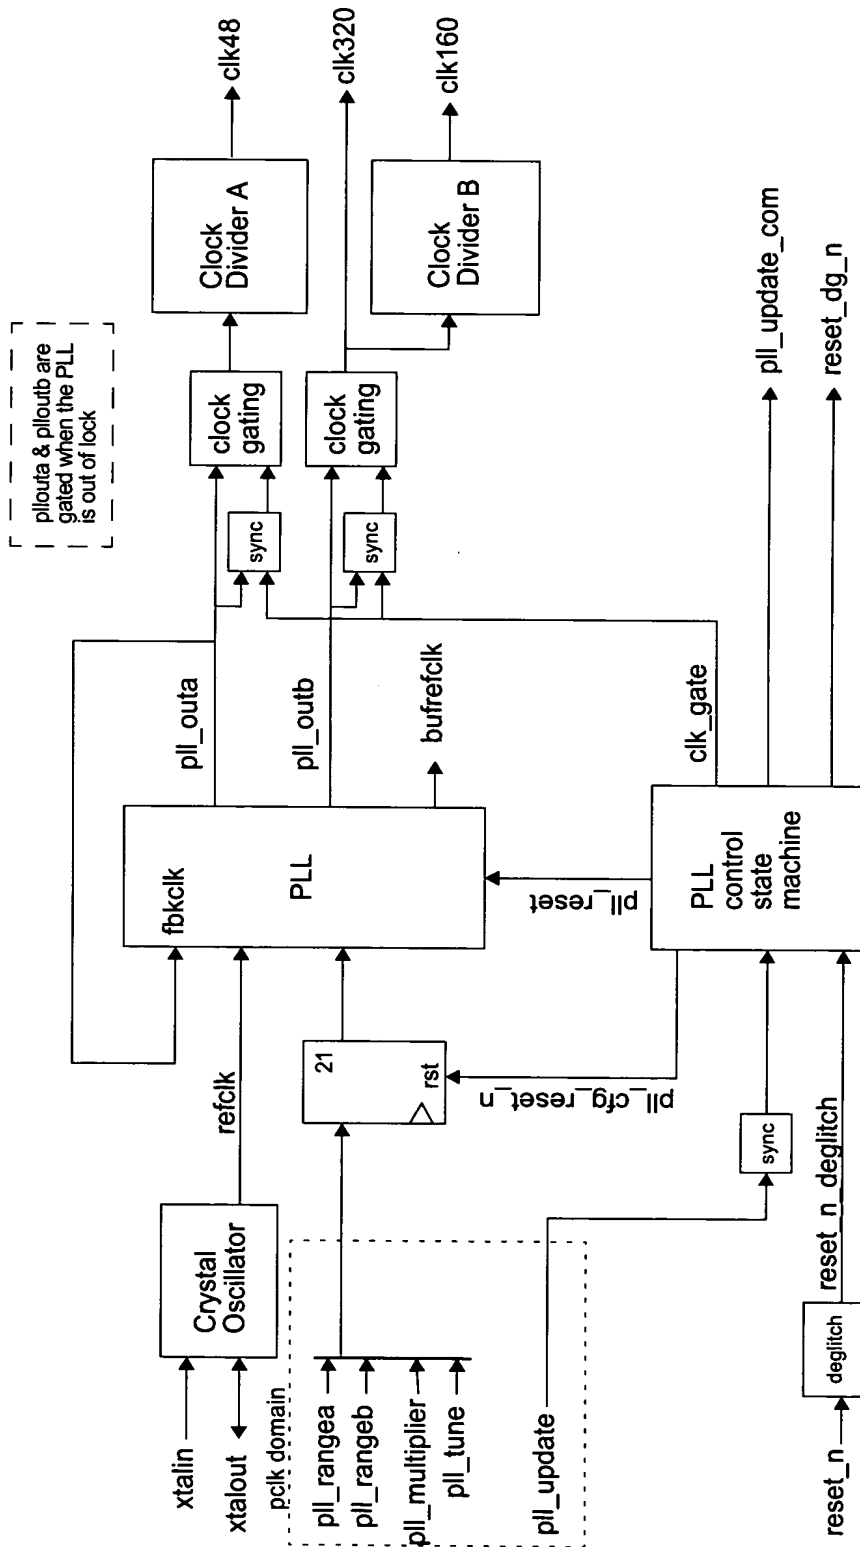 pllouta & plloutb are
gated when the PLL
is out of lock
xtalin
xtalout
Crystal
Oscillator
refclk
fbkclk
PLL
pll_outa
pll_outb
bufrefclk
sync
sync
clock
gating
clock
gating
Clock
Divider A
Clock
Divider B
clk48
clk320
clk160
pclk domain
pll_rangea
pll_rangeb
pll_multiplier
pll_tune
pll_update
21
rst
pll_cfg_reset_n
pll_reset
clk_gate
PLL
control
state
machine
sync
reset_n
deglitch
reset_n_deglitch
pll_update_com
reset_dg_n